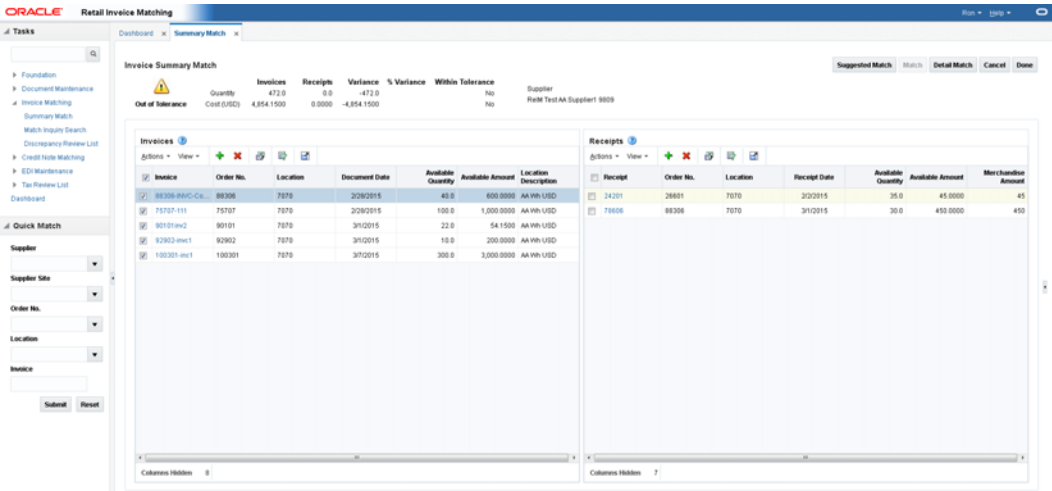 ORACLE Retail Invoice Matching Ron Help
Tasks
Dashboard × Summary Match ×
Foundation
Document Maintenance
Invoice Matching
Summary Match
Match Inquiry Search
Discrepancy Review List
Credit Note Matching
EDI Maintenance
Tax Review List
Dashboard
Quick Match
Supplier
Supplier Site
Order No.
Location
Invoice
Submit Reset
Invoice Summary Match
Suggested Match Match Detail Match Cancel Done
Invoices Receipts Variance % Variance Within Tolerance
Quantity 472.0 0.0 -472.0 No
Out of Tolerance Cost (USD) 4,854.1500 0.0000 -4,854.1500 No
Supplier
ReIM Test AA Supplier1 9809
Invoices
Actions View
Invoice Order No. Location Document Date Available Quantity Available Amount Location Description
88306-INVC-Co... 88306 7070 2/28/2015 40.0 600.0000 AA Wh USD
75707-111 75707 7070 2/28/2015 100.0 1,000.0000 AA Wh USD
90101inv2 90101 7070 3/1/2015 22.0 54.1500 AA Wh USD
92902-invc1 92902 7070 3/1/2015 10.0 200.0000 AA Wh USD
100301-inc1 100301 7070 3/7/2015 300.0 3,000.0000 AA Wh USD
Columns Hidden 8
Receipts
Actions View
Receipt Order No. Location Receipt Date Available Quantity Available Amount Merchandise Amount
24201 26601 7070 2/2/2015 35.0 45.0000 45
78606 88306 7070 3/1/2015 30.0 450.0000 450
Columns Hidden 7